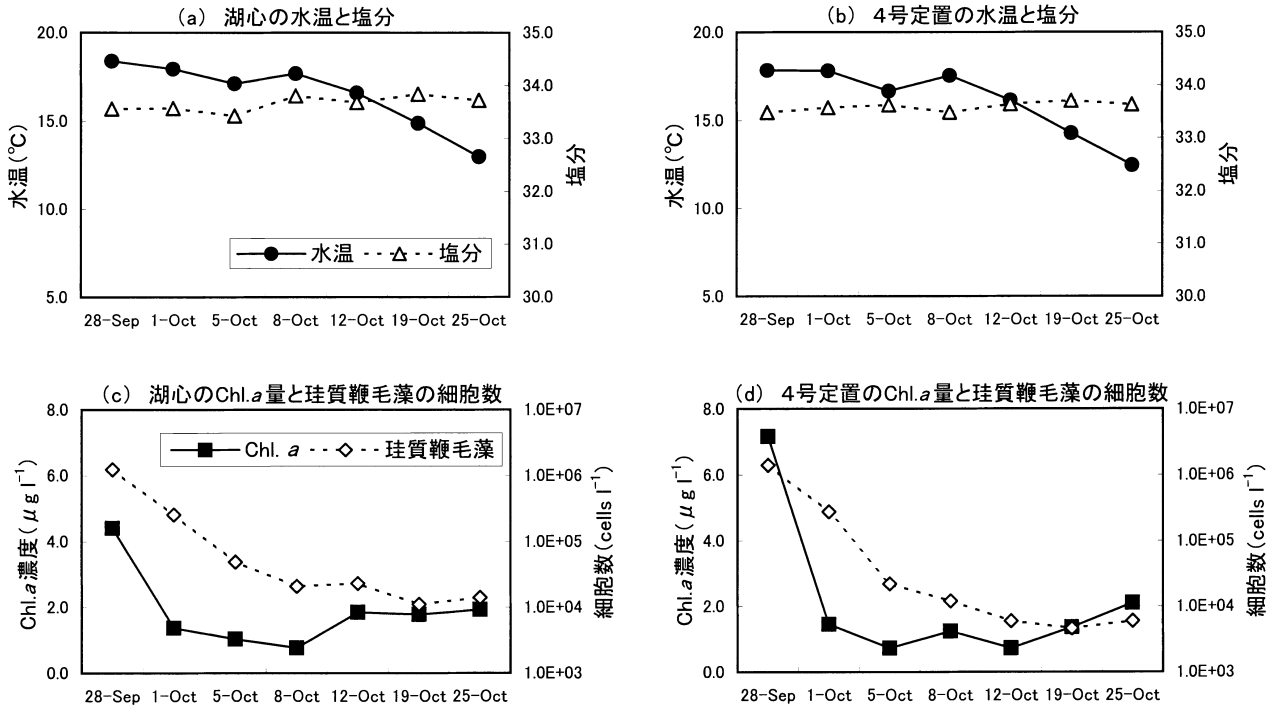 (a) 湖心の水温と塩分
20.0
15.0
10.0
5.0
水温(℃)
35.0
34.0
33.0
32.0
31.0
30.0
塩分
水温 塩分
28-Sep 1-Oct 5-Oct 8-Oct 12-Oct 19-Oct 25-Oct
(b) 4号定置の水温と塩分
20.0
15.0
10.0
5.0
水温(℃)
35.0
34.0
33.0
32.0
31.0
30.0
塩分
28-Sep 1-Oct 5-Oct 8-Oct 12-Oct 19-Oct 25-Oct
(c) 湖心のChl.a量と珪質鞭毛藻の細胞数
8.0
6.0
4.0
2.0
0.0
Chl.a濃度(μg l⁻¹)
1.0E+07
1.0E+06
1.0E+05
1.0E+04
1.0E+03
細胞数(cells l⁻¹)
Chl. a 珪質鞭毛藻
28-Sep 1-Oct 5-Oct 8-Oct 12-Oct 19-Oct 25-Oct
(d) 4号定置のChl.a量と珪質鞭毛藻の細胞数
8.0
6.0
4.0
2.0
0.0
Chl.a濃度(μg l⁻¹)
1.0E+07
1.0E+06
1.0E+05
1.0E+04
1.0E+03
細胞数(cells l⁻¹)
28-Sep 1-Oct 5-Oct 8-Oct 12-Oct 19-Oct 25-Oct